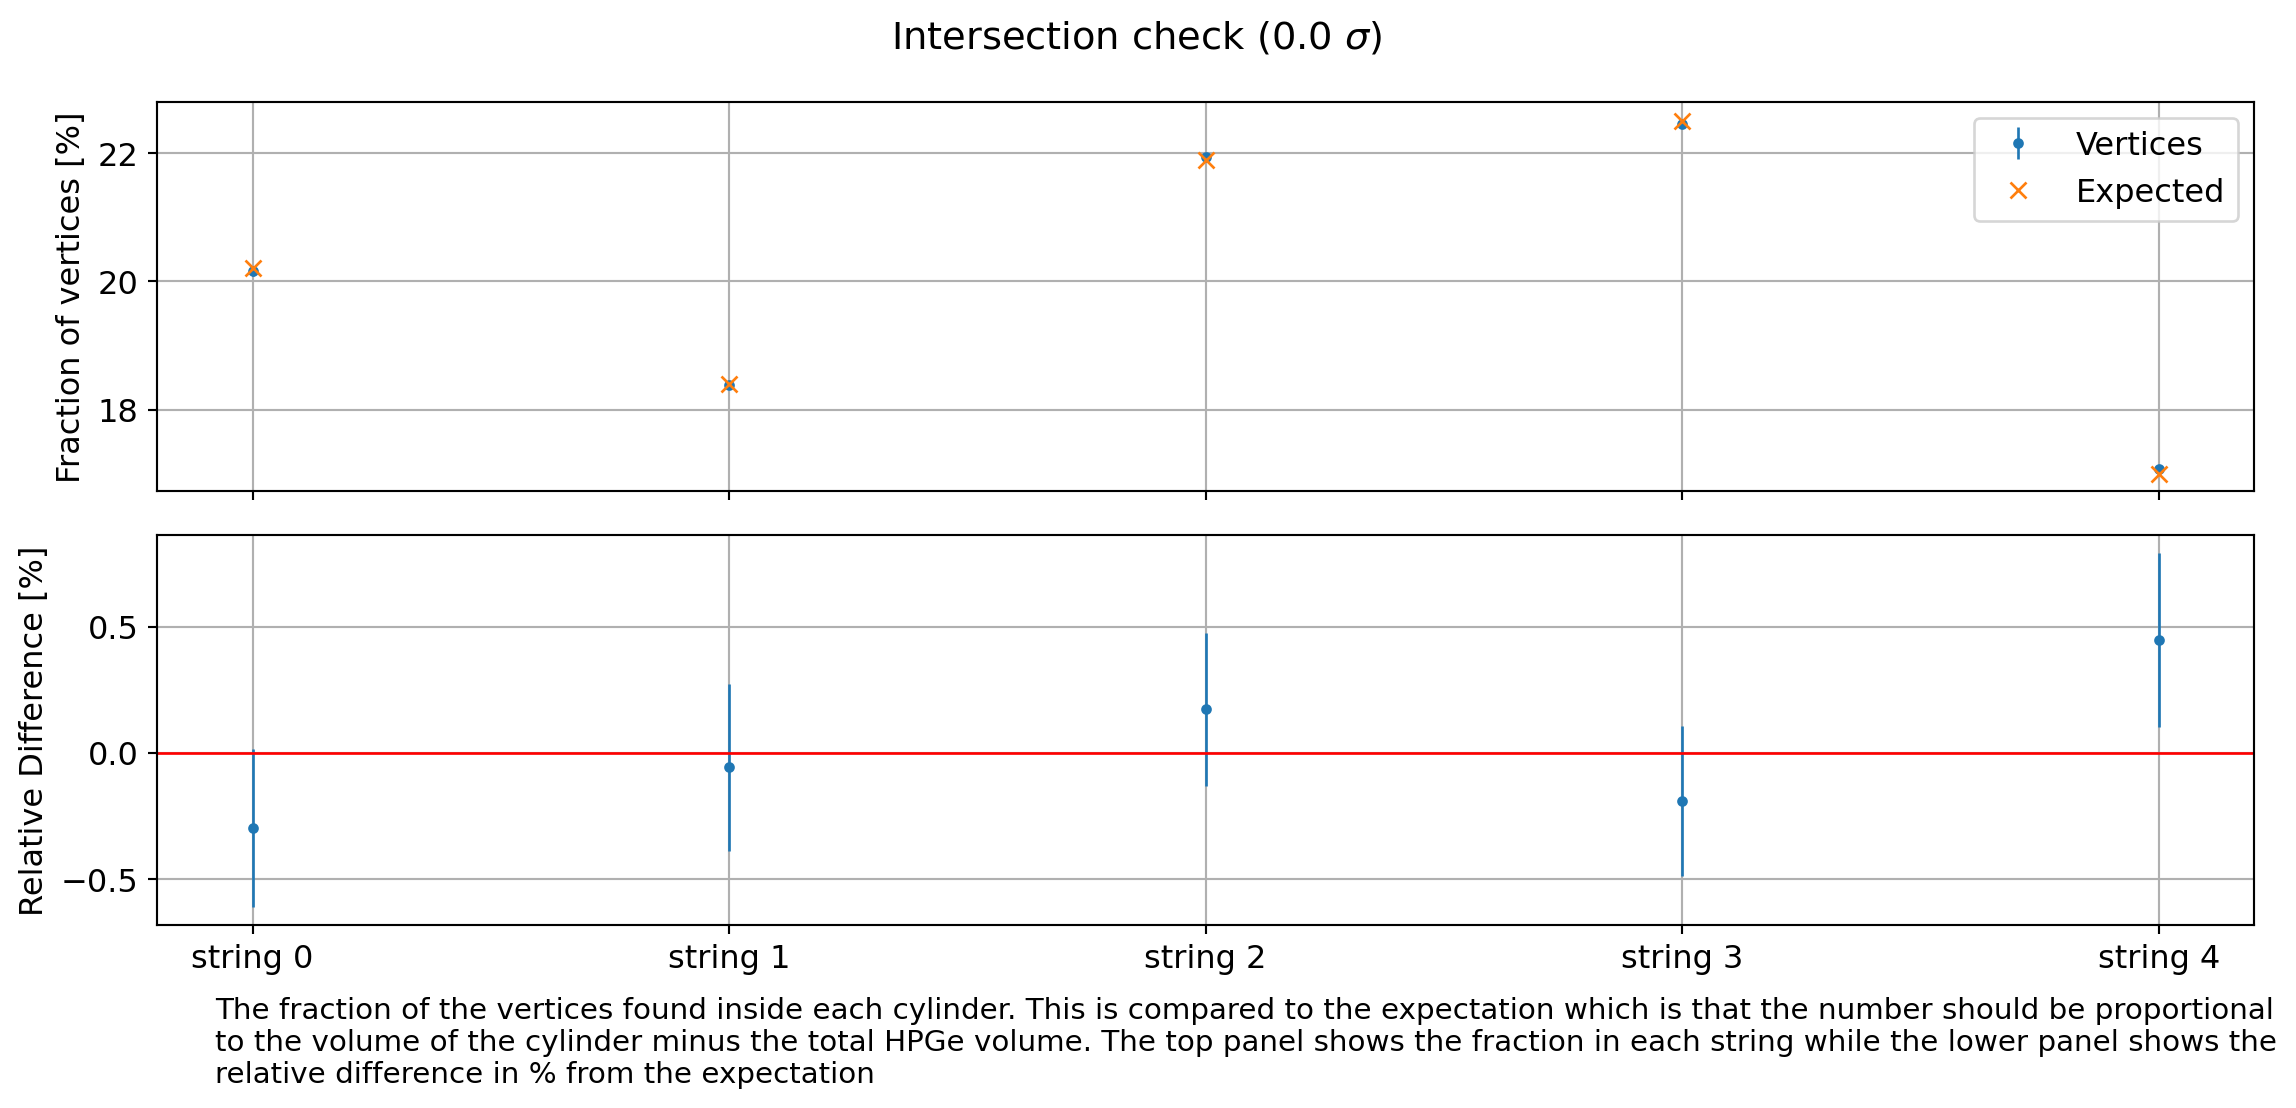 Intersection check (0.0 σ)
Fraction of vertices [%]
22
20
18
Vertices
Expected
Relative Difference [%]
0.5
0.0
−0.5
string 0
string 1
string 2
string 3
string 4
The fraction of the vertices found inside each cylinder. This is compared to the expectation which is that the number should be proportional
to the volume of the cylinder minus the total HPGe volume. The top panel shows the fraction in each string while the lower panel shows the
relative difference in % from the expectation